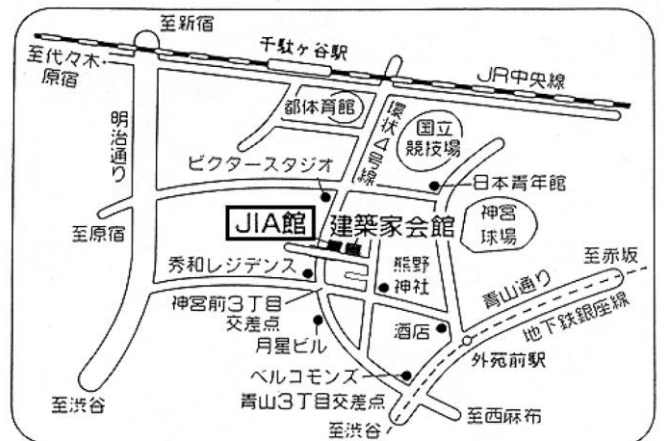 至新宿
千駄ヶ谷駅
至代々木・
原宿
JR中央線
明治通り
都体育館
環状4号線
国立
競技場
ビクタースタジオ
日本青年館
JIA館
建築家会館
神宮
球場
至原宿
至赤坂
秀和レジデンス
熊野
神社
青山通り
神宮前3丁目
交差点
地下鉄銀座線
月星ビル
酒店
外苑前駅
ベルコモンズ
青山3丁目交差点
至渋谷
至西麻布
至渋谷